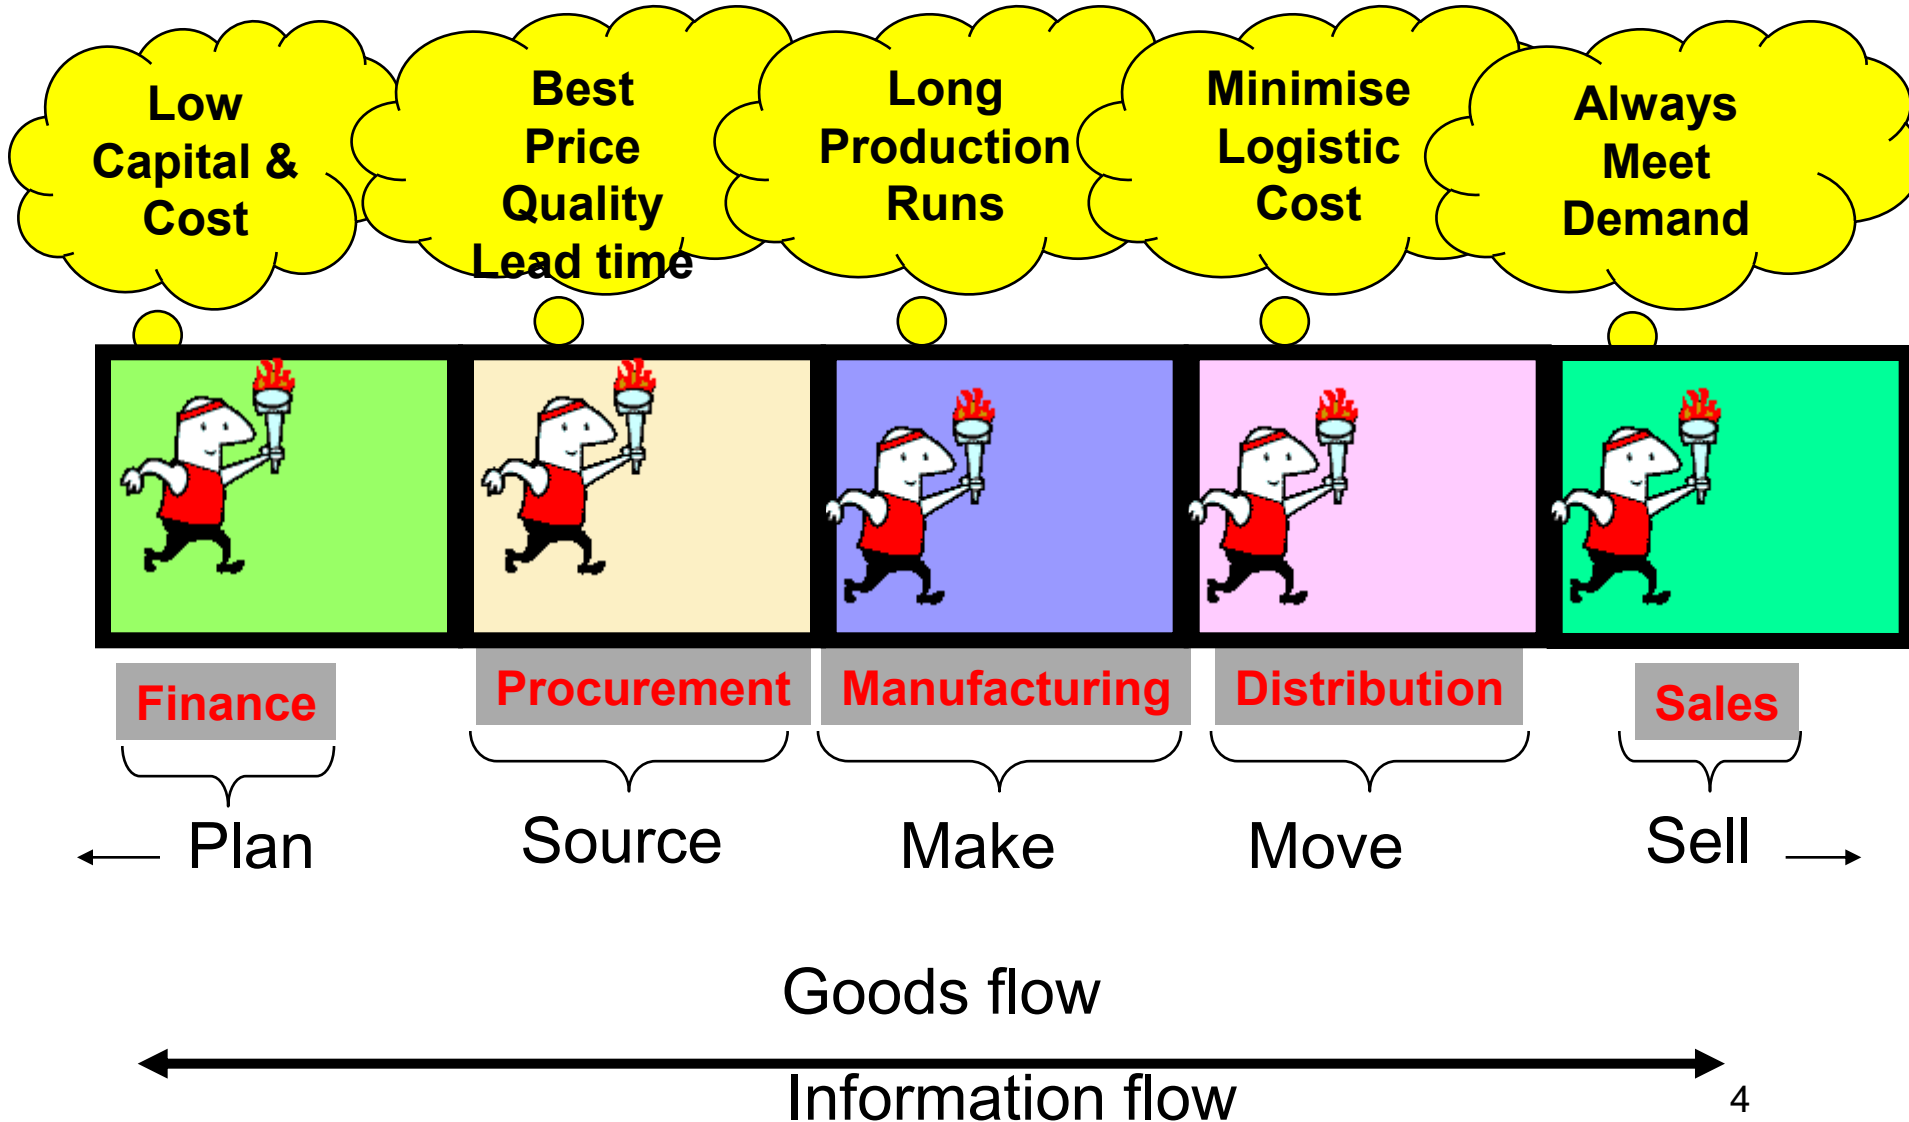 Low
Capital &
Cost
Best
Price
Quality
Lead time
Long
Production
Runs
Minimise
Logistic
Cost
Always
Meet
Demand
Finance
Procurement
Manufacturing
Distribution
Sales
Plan
Source
Make
Move
Sell
Goods flow
Information flow
4